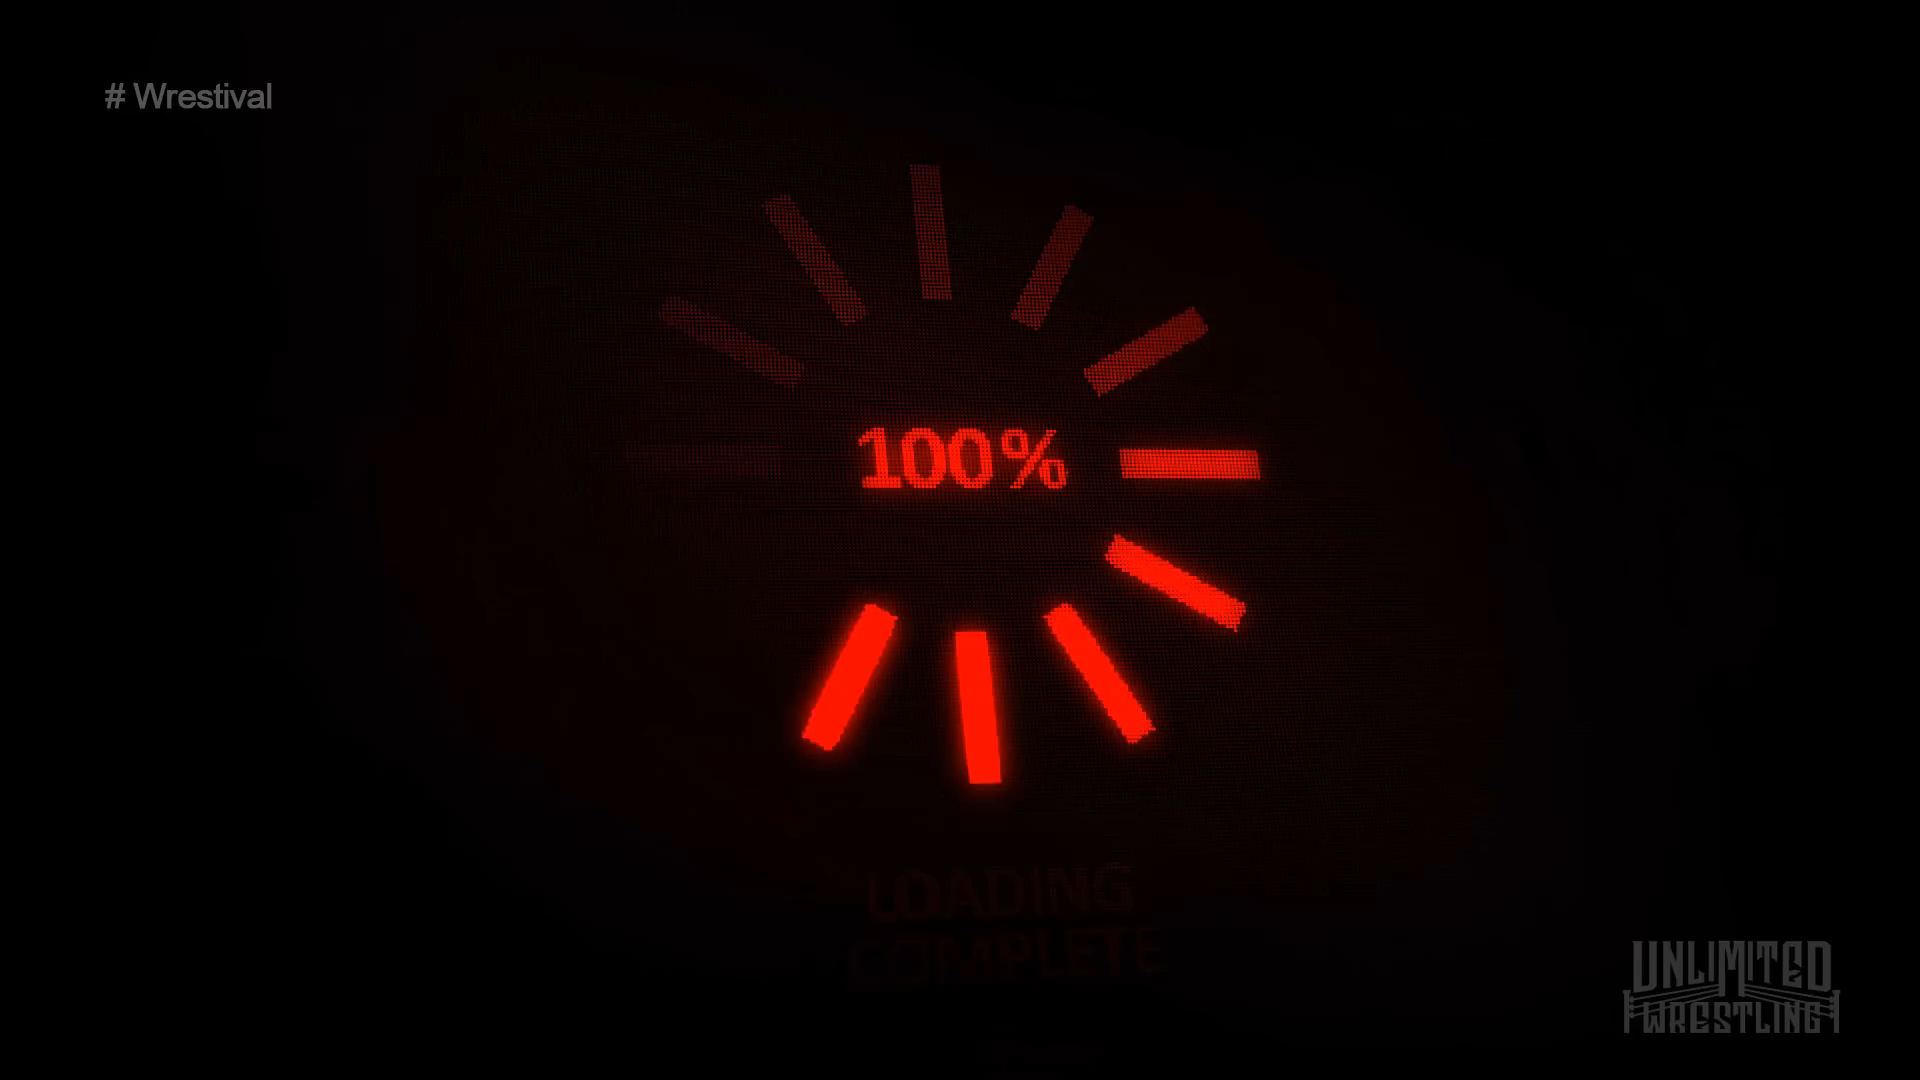 # Wrestival
100%
LOADING
COMPLETE
UNLIMITED
WRESTLING